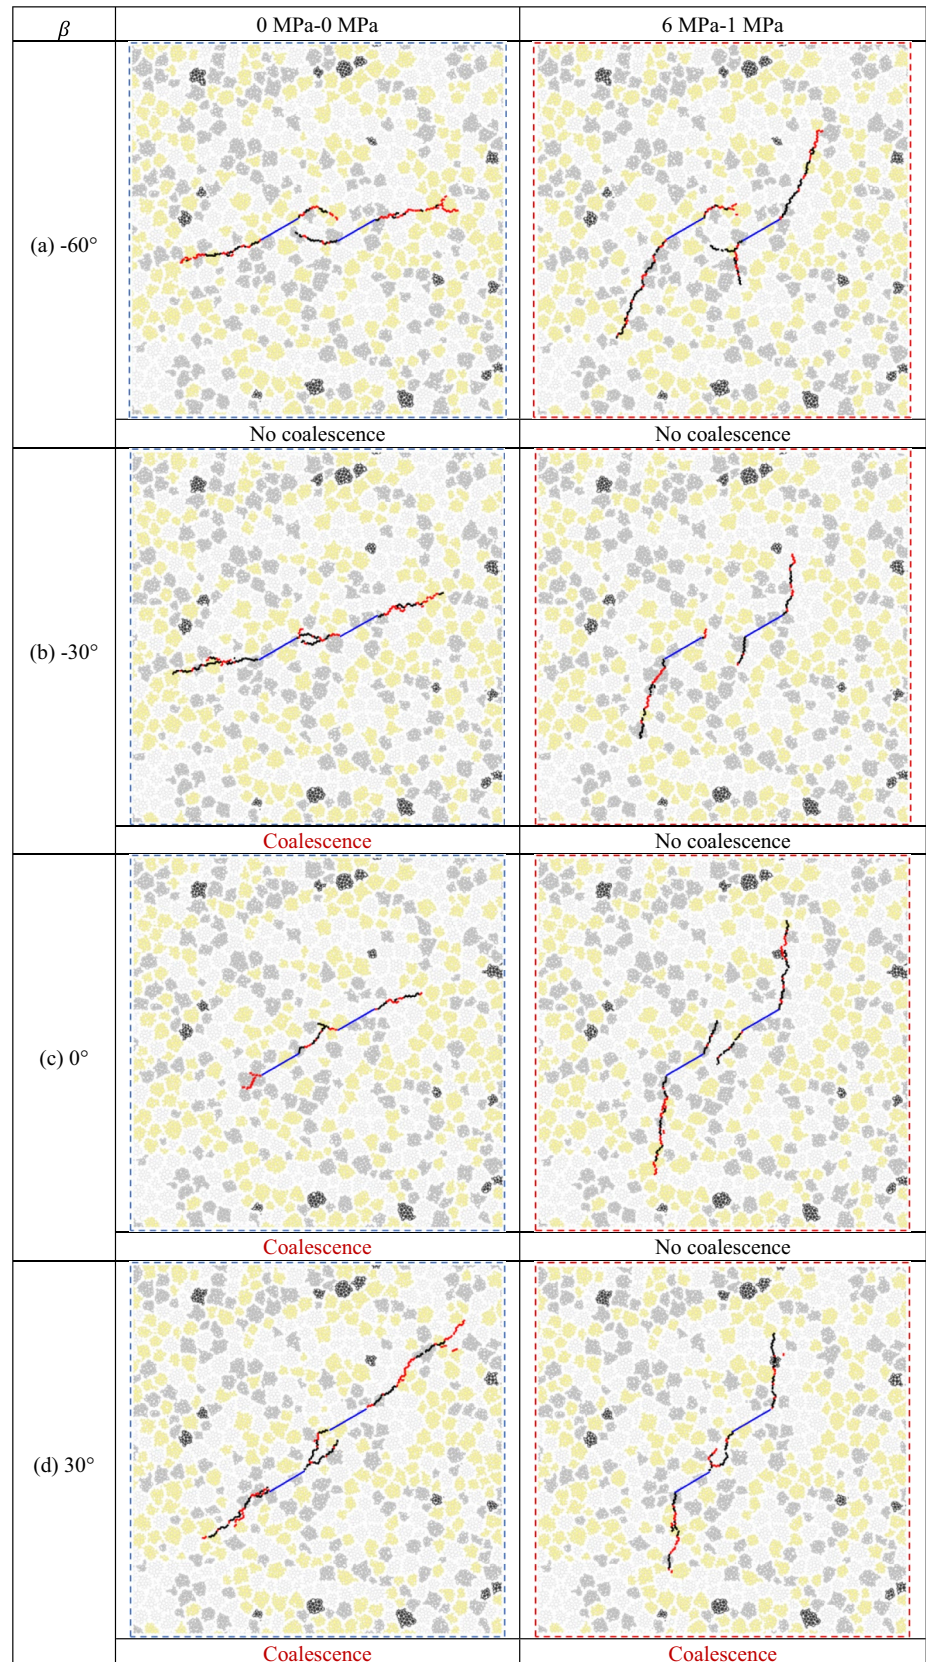 β 0 MPa-0 MPa 6 MPa-1 MPa
(a) -60°
No coalescence No coalescence
(b) -30°
Coalescence No coalescence
(c) 0°
Coalescence No coalescence
(d) 30°
Coalescence Coalescence